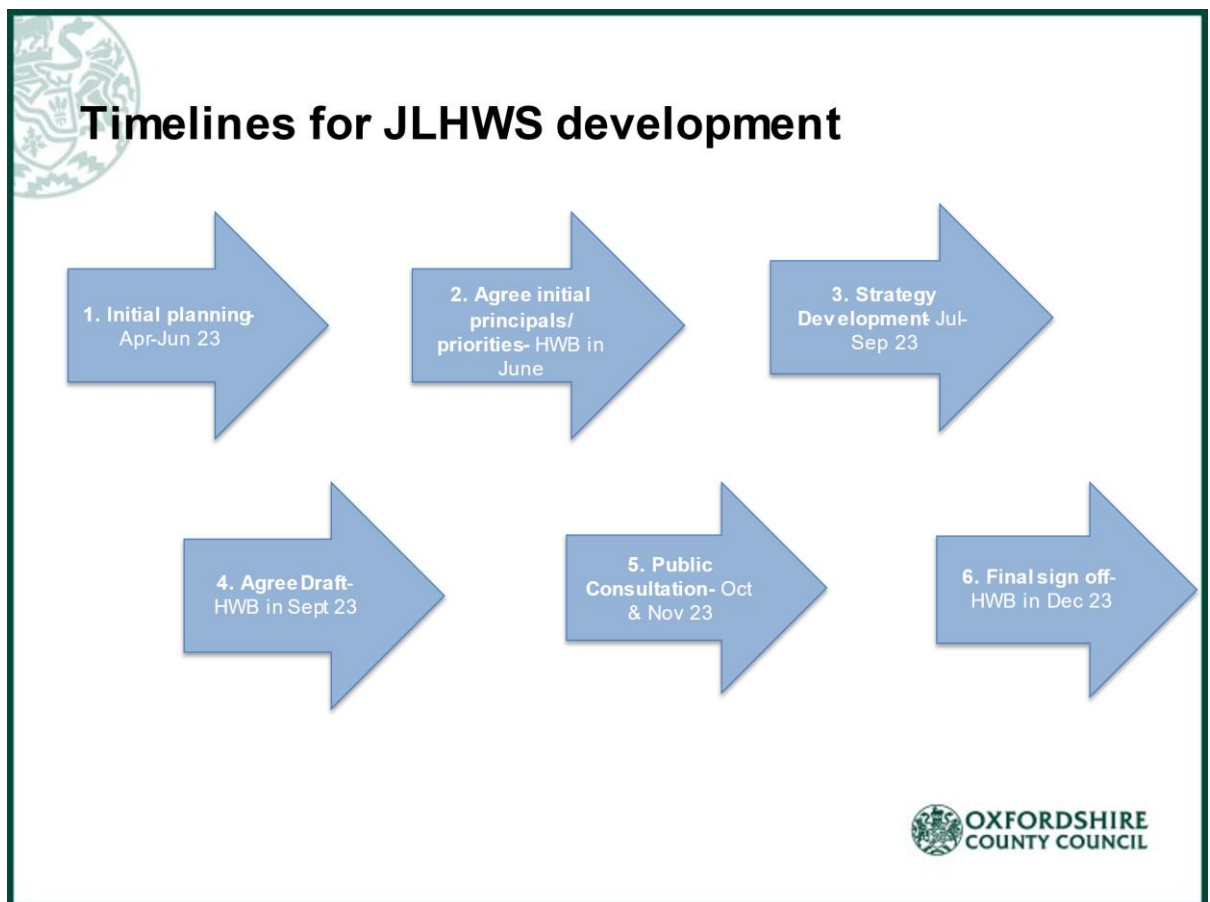 Timelines for JLHWS development
1. Initial planning-
Apr-Jun 23
2. Agree initial
principals/
priorities- HWB in
June
3. Strategy
Development- Jul-
Sep 23
4. Agree Draft-
HWB in Sept 23
5. Public
Consultation- Oct
& Nov 23
6. Final sign off-
HWB in Dec 23
OXFORDSHIRE
COUNTY COUNCIL